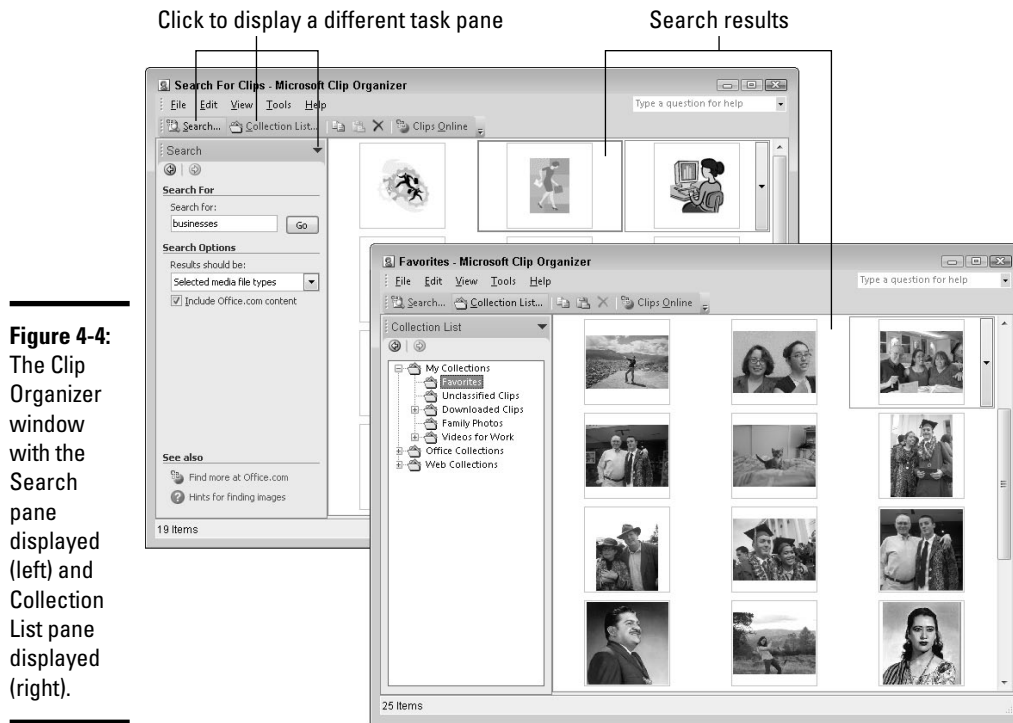 Click to display a different task pane
Search results
Search For Clips - Microsoft Clip Organizer
File Edit View Tools Help
Type a question for help
Search... Collection List... Clips Online
Search
Search For
Search for:
businesses
Go
Search Options
Results should be:
Selected media file types
Include Office.com content
See also
Find more at Office.com
Hints for finding images
19 Items
Favorites - Microsoft Clip Organizer
File Edit View Tools Help
Type a question for help
Search... Collection List... Clips Online
Collection List
My Collections
Favorites
Unclassified Clips
Downloaded Clips
Family Photos
Videos for Work
Office Collections
Web Collections
25 Items
Figure 4-4:
The Clip
Organizer
window
with the
Search
pane
displayed
(left) and
Collection
List pane
displayed
(right).